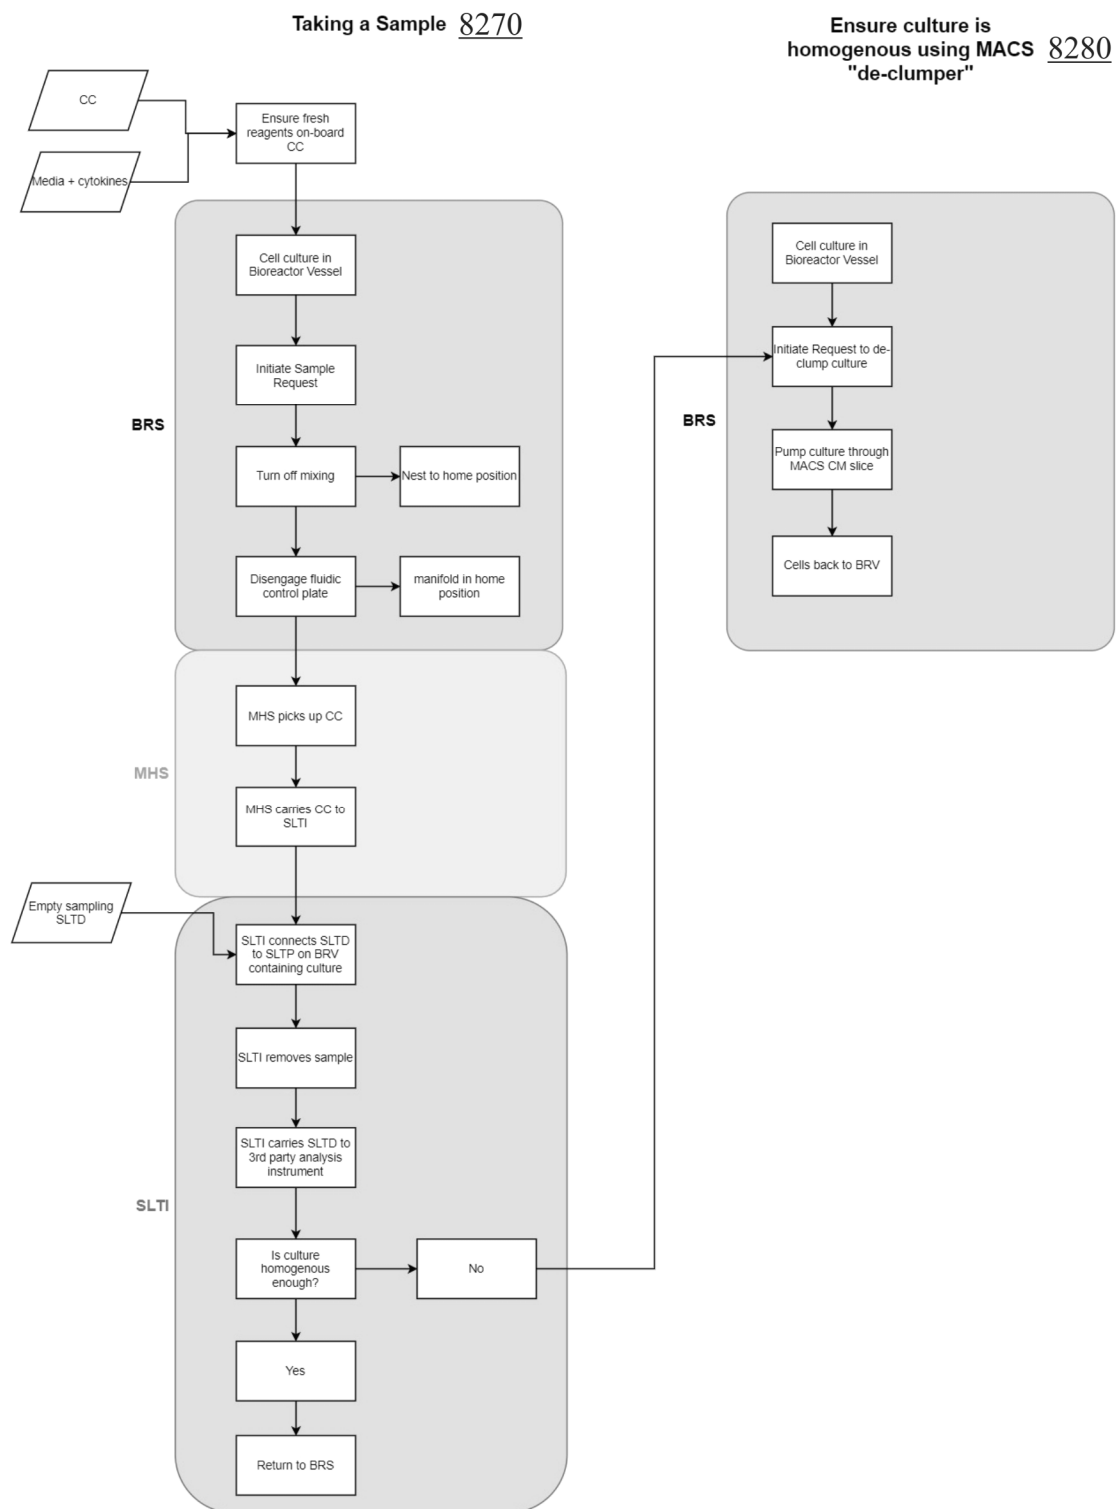 Taking a Sample 8270
CC
Media + cytokines
Ensure fresh
reagents on-board
CC
BRS
Cell culture in
Bioreactor Vessel
Initiate Sample
Request
Turn off mixing
Nest to home position
Disengage fluidic
control plate
manifold in home
position
MHS
MHS picks up CC
MHS carries CC to
SLTI
Empty sampling
SLTD
SLTI
SLTI connects SLTD
to SLTP on BRV
containing culture
SLTI removes sample
SLTI carries SLTD to
3rd party analysis
instrument
Is culture
homogenous
enough?
No
Yes
Return to BRS
Ensure culture is
homogenous using MACS 8280
"de-clumper"
BRS
Cell culture in
Bioreactor Vessel
Initiate Request to de-
clump culture
Pump culture through
MACS CM slice
Cells back to BRV